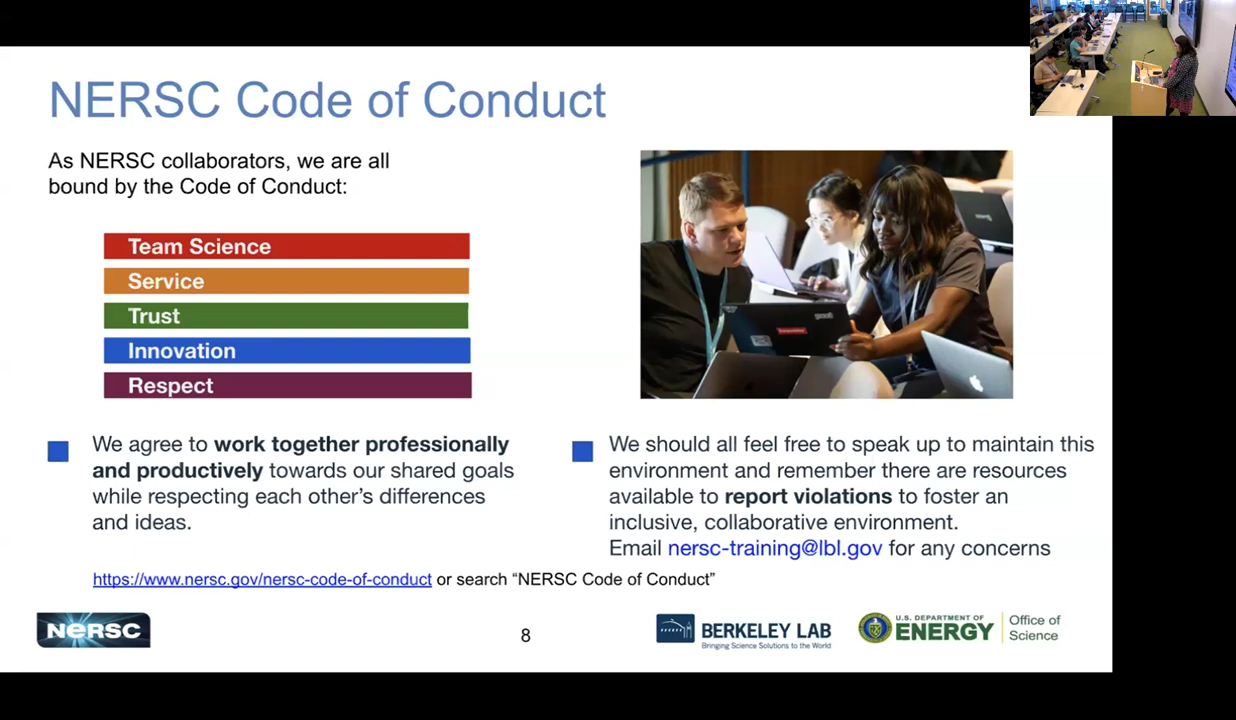 NERSC Code of Conduct
As NERSC collaborators, we are all
bound by the Code of Conduct:
Team Science
Service
Trust
Innovation
Respect
We agree to work together professionally
and productively towards our shared goals
while respecting each other's differences
and ideas.
We should all feel free to speak up to maintain this
environment and remember there are resources
available to report violations to foster an
inclusive, collaborative environment.
Email nersc-training@lbl.gov for any concerns
https://www.nersc.gov/nersc-code-of-conduct or search “NERSC Code of Conduct”
NERSC
8
BERKELEY LAB
Bringing Science Solutions to the World
U.S. DEPARTMENT OF
ENERGY
Office of
Science